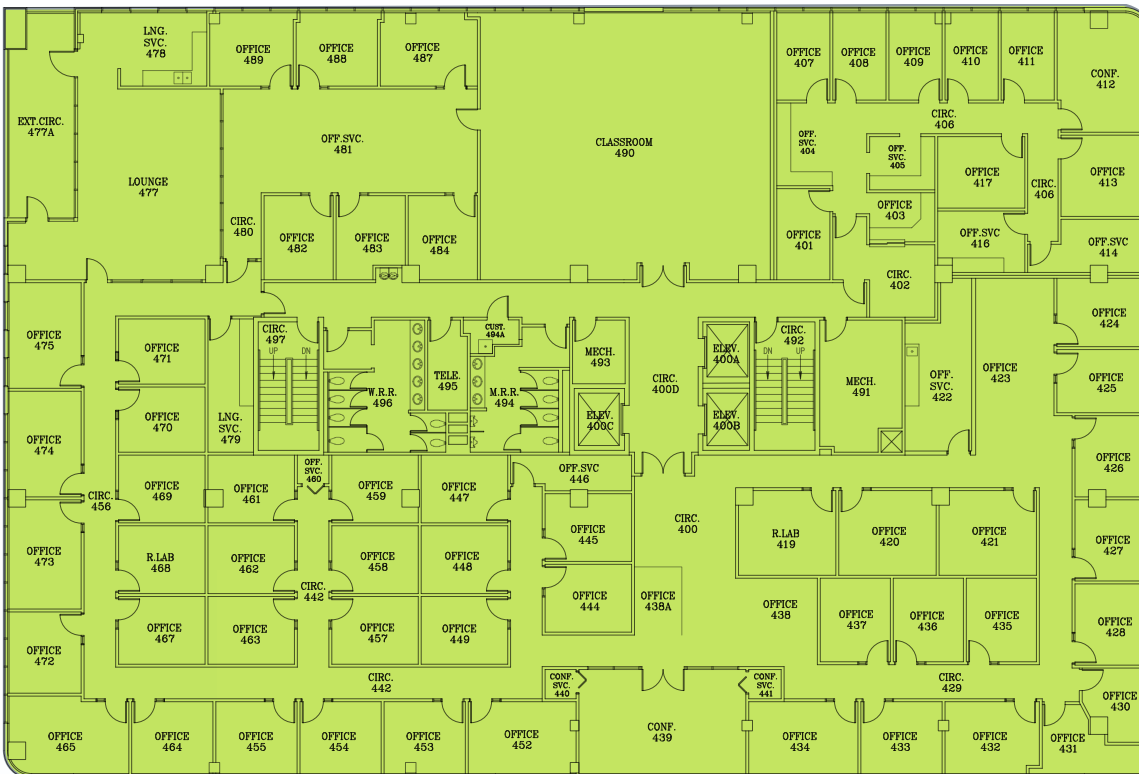 LNG.
SVC.
478
OFFICE
489
OFFICE
488
OFFICE
487
OFFICE
407
OFFICE
408
OFFICE
409
OFFICE
410
OFFICE
411
CONF.
412
EXT.CIRC.
477A
LOUNGE
477
OFF.SVC.
481
CLASSROOM
490
OFF.
SVC.
404
CIRC.
406
OFF.
SVC.
405
OFFICE
417
CIRC.
406
OFFICE
413
CIRC.
480
OFFICE
482
OFFICE
483
OFFICE
484
OFFICE
401
OFFICE
403
OFF.SVC
416
OFF.SVC
414
CIRC.
402
OFFICE
475
OFFICE
471
CIRC.
497
UP
DN
CUST.
494A
MECH.
493
TELE.
495
W.R.R.
496
M.R.R.
494
ELEV.
400A
CIRC.
492
DN
UP
CIRC.
400D
ELEV.
400C
ELEV.
400B
MECH.
491
OFF.
SVC.
422
OFFICE
423
OFFICE
424
OFFICE
425
OFFICE
474
OFFICE
470
LNG.
SVC.
479
OFFICE
426
CIRC.
456
OFFICE
469
OFFICE
461
OFF.
SVC.
460
OFFICE
459
OFFICE
447
OFF.SVC
446
OFFICE
445
CIRC.
400
R.LAB
419
OFFICE
420
OFFICE
421
OFFICE
427
OFFICE
473
R.LAB
468
OFFICE
462
CIRC.
442
OFFICE
458
OFFICE
448
OFFICE
444
OFFICE
438A
OFFICE
438
OFFICE
437
OFFICE
436
OFFICE
435
OFFICE
428
OFFICE
472
OFFICE
467
OFFICE
463
OFFICE
457
OFFICE
449
CIRC.
442
CONF.
SVC.
440
CONF.
SVC.
441
CIRC.
429
OFFICE
430
OFFICE
465
OFFICE
464
OFFICE
455
OFFICE
454
OFFICE
453
OFFICE
452
CONF.
439
OFFICE
434
OFFICE
433
OFFICE
432
OFFICE
431